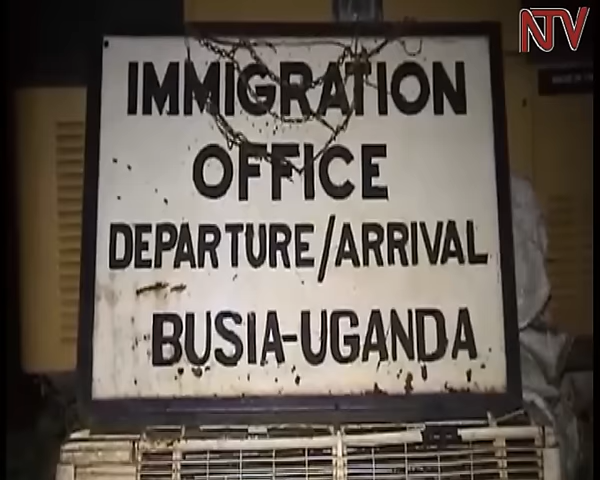 NTV
IMMIGRATION
OFFICE
DEPARTURE/ARRIVAL
BUSIA-UGANDA